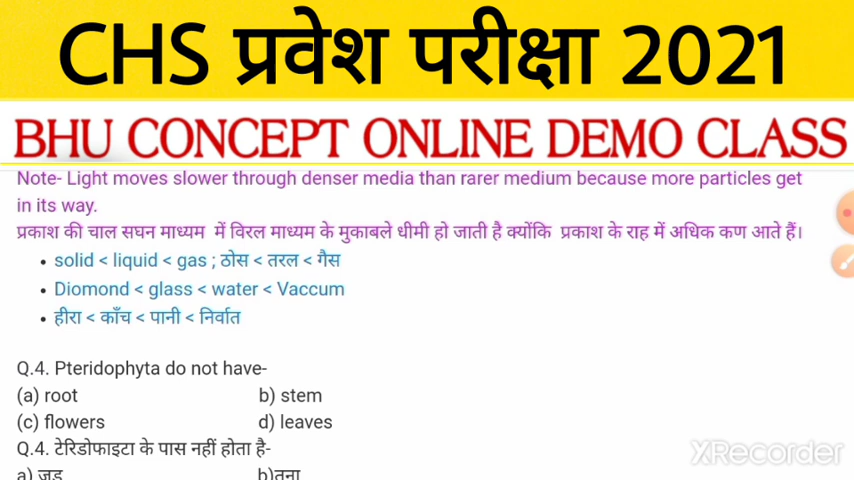 CHS प्रवेश परीक्षा 2021
BHU CONCEPT ONLINE DEMO CLASS
Note- Light moves slower through denser media than rarer medium because more particles get
in its way.
प्रकाश की चाल सघन माध्यम में विरल माध्यम के मुकाबले धीमी हो जाती है क्योंकि प्रकाश के राह में अधिक कण आते हैं।
• solid < liquid < gas ; ठोस < तरल < गैस
• Diomond < glass < water < Vaccum
• हीरा < काँच < पानी < निर्वात
Q.4. Pteridophyta do not have-
(a) root b) stem
(c) flowers d) leaves
Q.4. टेरिडोफाइटा के पास नहीं होता है-
a) जड़ b)तना
XRecorder